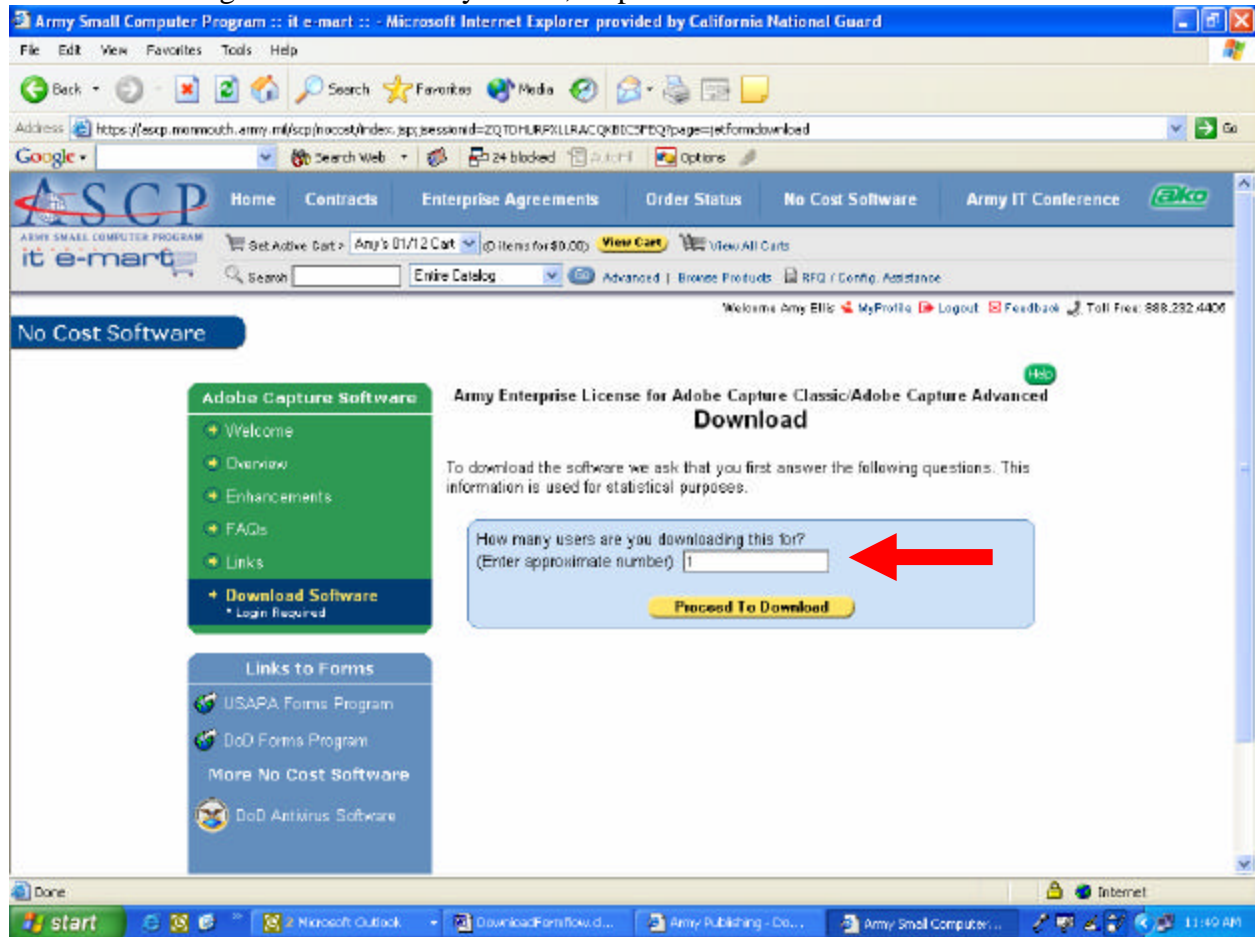 Army Small Computer Program :: it e-mart :: - Microsoft Internet Explorer provided by California National Guard
File Edit View Favorites Tools Help
Back Search Favorites Media
Address https://ascp.monmouth.army.mil/scp/nocost/index.jsp; Go
Google Search Web 24 blocked Options
ASCP Home Contracts Enterprise Agreements Order Status No Cost Software Army IT Conference ako
ARMY SMALL COMPUTER PROGRAM
it e-mart
Set Active Cart > Amy's 01/12 Cart (0 items for $0.00) View Cart View All Carts
Search Entire Catalog GO Advanced | Browse Products RFQ / Config. Assistance
Welcome Amy Ellis MyProfile Logout Feedback Toll Free: 888.232.4405
No Cost Software
Help
Adobe Capture Software
Welcome
Overview
Enhancements
FAQs
Links
Download Software
* Login Required
Links to Forms
USAPA Forms Program
DoD Forms Program
More No Cost Software
DoD Antivirus Software
Army Enterprise License for Adobe Capture Classic/Adobe Capture Advanced
Download
To download the software we ask that you first answer the following questions. This
information is used for statistical purposes.
How many users are you downloading this for?
(Enter approximate number) 1
Proceed To Download
Done Internet
start 2 Microsoft Outlook DownloadFormflow.d... Army Publishing - Do... Army Small Computer... 11:49 AM